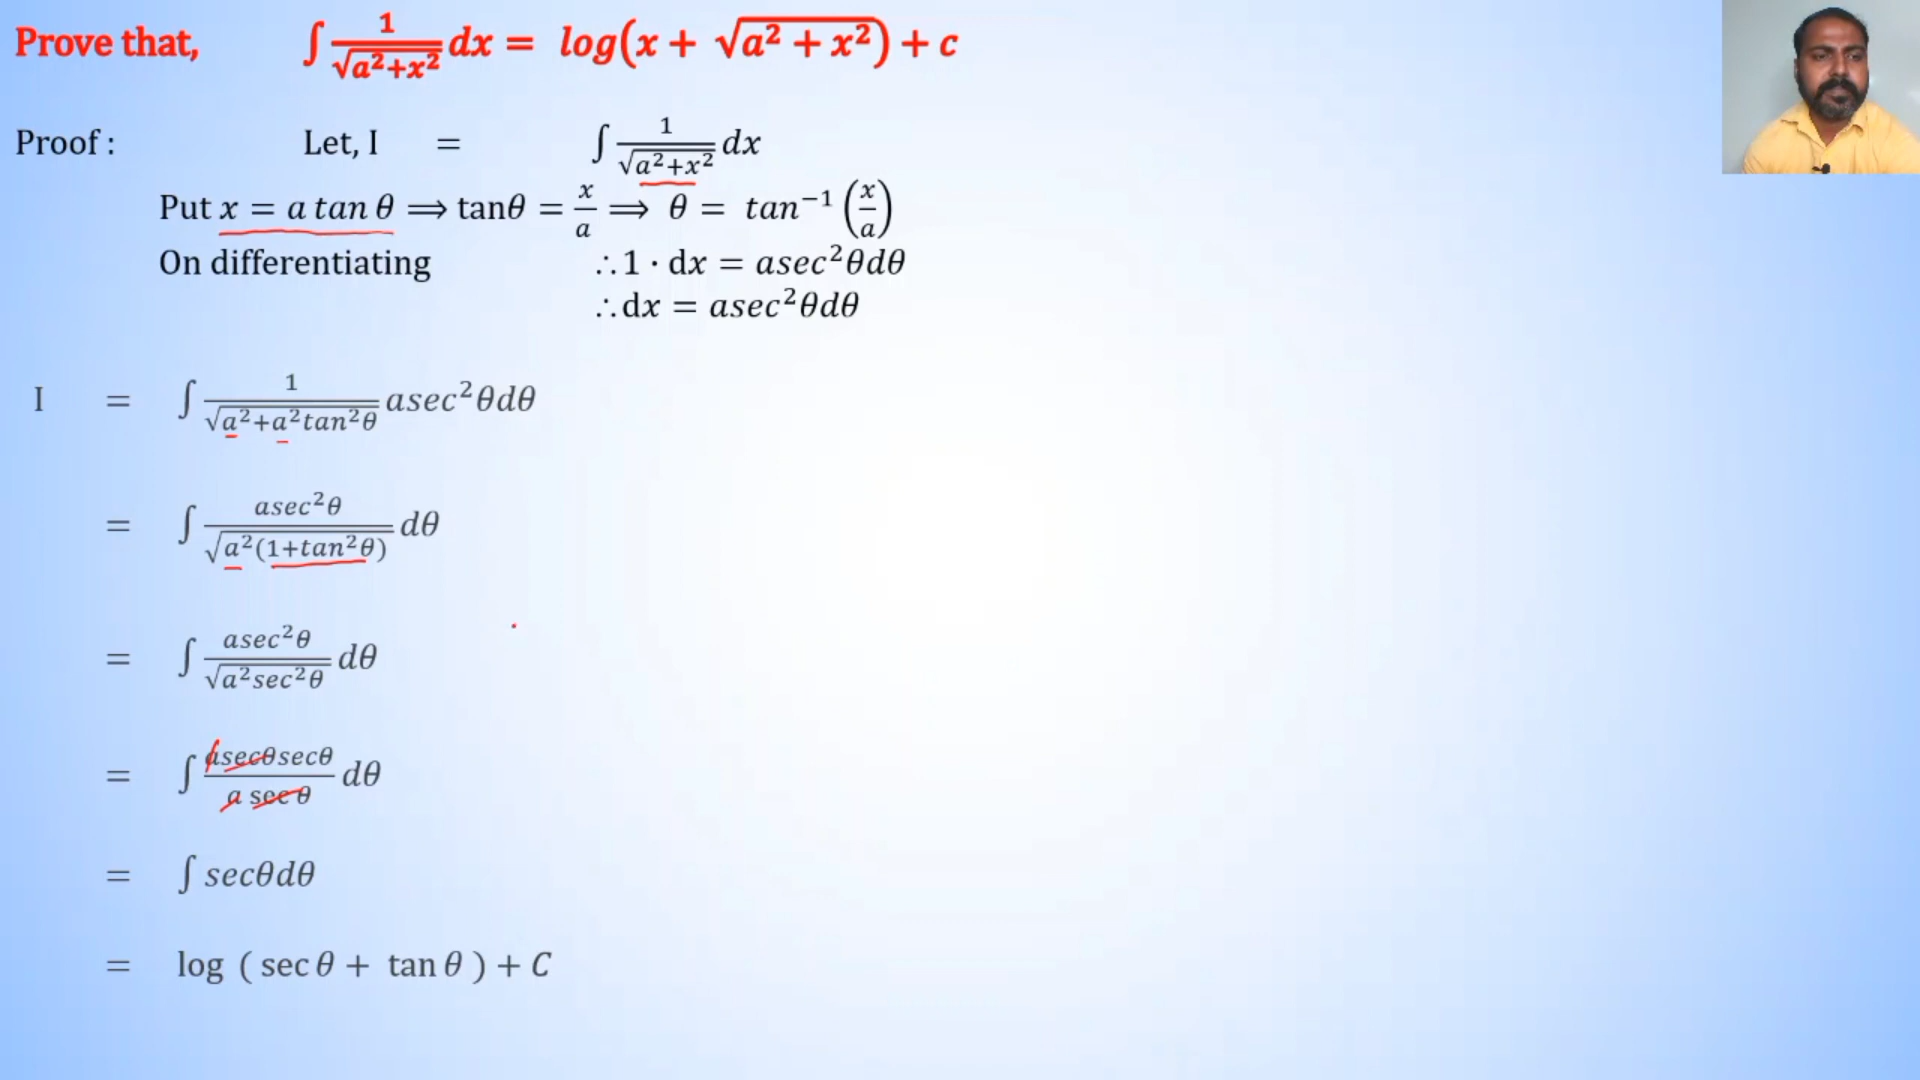 Prove that, ∫ 1/√(a²+x²) dx = log(x + √(a² + x²)) + c
Proof : Let, I = ∫ 1/√(a²+x²) dx
Put x = a tan θ ⟹ tanθ = x/a ⟹ θ = tan⁻¹ (x/a)
On differentiating ∴ 1 · dx = asec²θdθ
∴ dx = asec²θdθ
I = ∫ 1/√(a²+a²tan²θ) asec²θdθ
= ∫ asec²θ/√(a²(1+tan²θ)) dθ
= ∫ asec²θ/√(a²sec²θ) dθ
= ∫ asecθsecθ/a sec θ dθ
= ∫ secθdθ
= log ( sec θ + tan θ ) + C